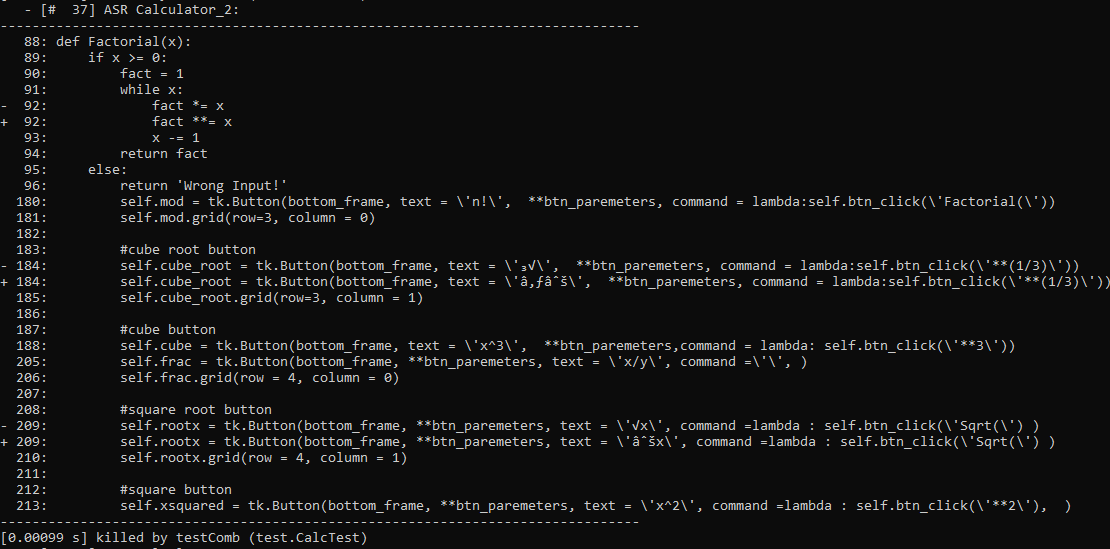 - [#  37] ASR Calculator_2:
--------------------------------------------------------------------------------
   88: def Factorial(x):
   89:     if x >= 0:
   90:         fact = 1
   91:         while x:
-  92:             fact *= x
+  92:             fact **= x
   93:             x -= 1
   94:         return fact
   95:     else:
   96:         return 'Wrong Input!'
  180:         self.mod = tk.Button(bottom_frame, text = \'n!\',  **btn_paremeters, command = lambda:self.btn_click(\'Factorial(\'))
  181:         self.mod.grid(row=3, column = 0)
  182:
  183:         #cube root button
- 184:         self.cube_root = tk.Button(bottom_frame, text = \'₃√\',  **btn_paremeters, command = lambda:self.btn_click(\'**(1/3)\'))
+ 184:         self.cube_root = tk.Button(bottom_frame, text = \'â‚ƒâˆš\',  **btn_paremeters, command = lambda:self.btn_click(\'**(1/3)\'))
  185:         self.cube_root.grid(row=3, column = 1)
  186:
  187:         #cube button
  188:         self.cube = tk.Button(bottom_frame, text = \'x^3\',  **btn_paremeters,command = lambda: self.btn_click(\'**3\'))
  205:         self.frac = tk.Button(bottom_frame, **btn_paremeters, text = \'x/y\', command =\'\', )
  206:         self.frac.grid(row = 4, column = 0)
  207:
  208:         #square root button
- 209:         self.rootx = tk.Button(bottom_frame, **btn_paremeters, text = \'√x\', command =lambda : self.btn_click(\'Sqrt(\') )
+ 209:         self.rootx = tk.Button(bottom_frame, **btn_paremeters, text = \'âˆšx\', command =lambda : self.btn_click(\'Sqrt(\') )
  210:         self.rootx.grid(row = 4, column = 1)
  211:
  212:         #square button
  213:         self.xsquared = tk.Button(bottom_frame, **btn_paremeters, text = \'x^2\', command =lambda : self.btn_click(\'**2\'),  )
--------------------------------------------------------------------------------
[0.00099 s] killed by testComb (test.CalcTest)